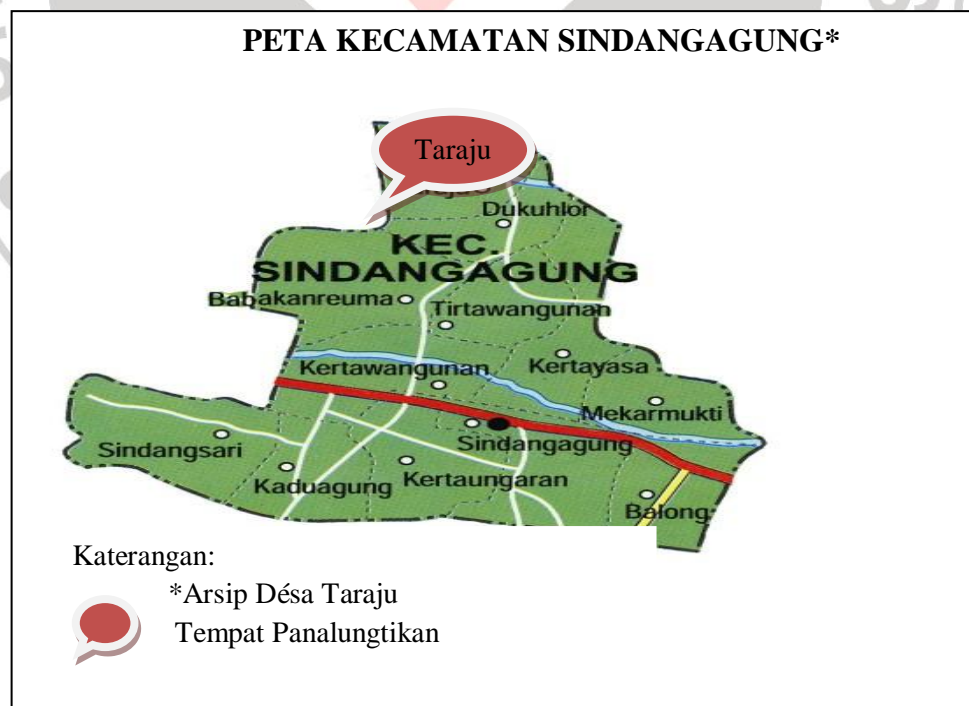 PETA KECAMATAN SINDANGAGUNG*
Taraju
Dukuhlor
KEC.
SINDANGAGUNG
Babakanreuma
Tirtawangunan
Kertawangunan
Kertayasa
Mekarmukti
Sindangagung
Sindangsari
Kaduagung
Kertaungaran
Balong
Katerangan:
*Arsip Désa Taraju
Tempat Panalungtikan